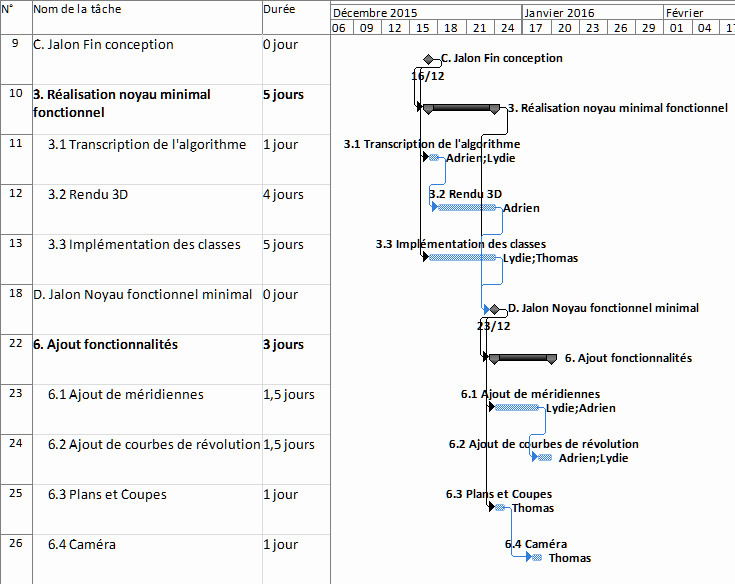 N° Nom de la tâche Durée
Décembre 2015 Janvier 2016 Février
06 09 12 15 18 21 24 17 20 23 26 29 01 04 17
9 C. Jalon Fin conception 0 jour
C. Jalon Fin conception
16/12
10 3. Réalisation noyau minimal fonctionnel 5 jours
3. Réalisation noyau minimal fonctionnel
11 3.1 Transcription de l'algorithme 1 jour
3.1 Transcription de l'algorithme
Adrien;Lydie
12 3.2 Rendu 3D 4 jours
3.2 Rendu 3D
Adrien
13 3.3 Implémentation des classes 5 jours
3.3 Implémentation des classes
Lydie;Thomas
18 D. Jalon Noyau fonctionnel minimal 0 jour
D. Jalon Noyau fonctionnel minimal
23/12
22 6. Ajout fonctionnalités 3 jours
6. Ajout fonctionnalités
23 6.1 Ajout de méridiennes 1,5 jours
6.1 Ajout de méridiennes
Lydie;Adrien
24 6.2 Ajout de courbes de révolution 1,5 jours
6.2 Ajout de courbes de révolution
Adrien;Lydie
25 6.3 Plans et Coupes 1 jour
6.3 Plans et Coupes
Thomas
26 6.4 Caméra 1 jour
6.4 Caméra
Thomas